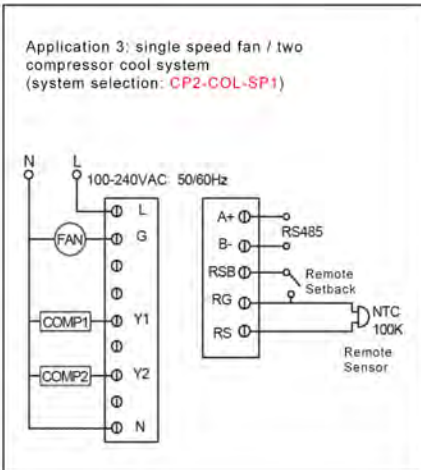 Application 3: single speed fan / two
compressor cool system
(system selection: CP2-COL-SP1)
N L
100-240VAC 50/60Hz
L
FAN G
COMP1 Y1
COMP2 Y2
N
A+
RS485
B-
RSB Remote
Setback
RG
NTC
100K
RS
Remote
Sensor